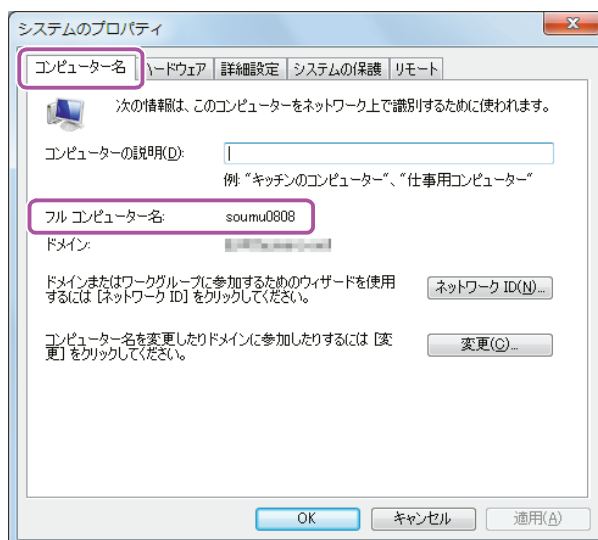 システムのプロパティ
コンピューター名 ハードウェア 詳細設定 システムの保護 リモート
次の情報は、このコンピューターをネットワーク上で識別するために使われます。
コンピューターの説明(D):
例: "キッチンのコンピューター"、"仕事用コンピューター"
フル コンピューター名: soumu0808
ドメイン:
ドメインまたはワークグループに参加するためのウィザードを使用
するには [ネットワーク ID] をクリックしてください。
ネットワーク ID(N)...
コンピューター名を変更したりドメインに参加したりするには [変
更] をクリックしてください。
変更(C)...
OK キャンセル 適用(A)